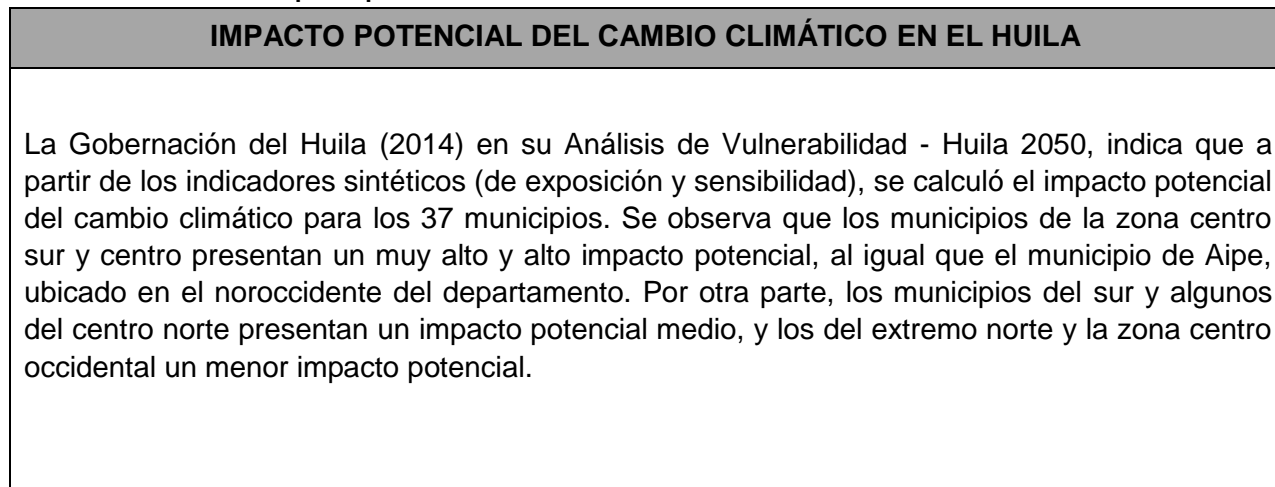 IMPACTO POTENCIAL DEL CAMBIO CLIMÁTICO EN EL HUILA
La Gobernación del Huila (2014) en su Análisis de Vulnerabilidad - Huila 2050, indica que a
partir de los indicadores sintéticos (de exposición y sensibilidad), se calculó el impacto potencial
del cambio climático para los 37 municipios. Se observa que los municipios de la zona centro
sur y centro presentan un muy alto y alto impacto potencial, al igual que el municipio de Aipe,
ubicado en el noroccidente del departamento. Por otra parte, los municipios del sur y algunos
del centro norte presentan un impacto potencial medio, y los del extremo norte y la zona centro
occidental un menor impacto potencial.